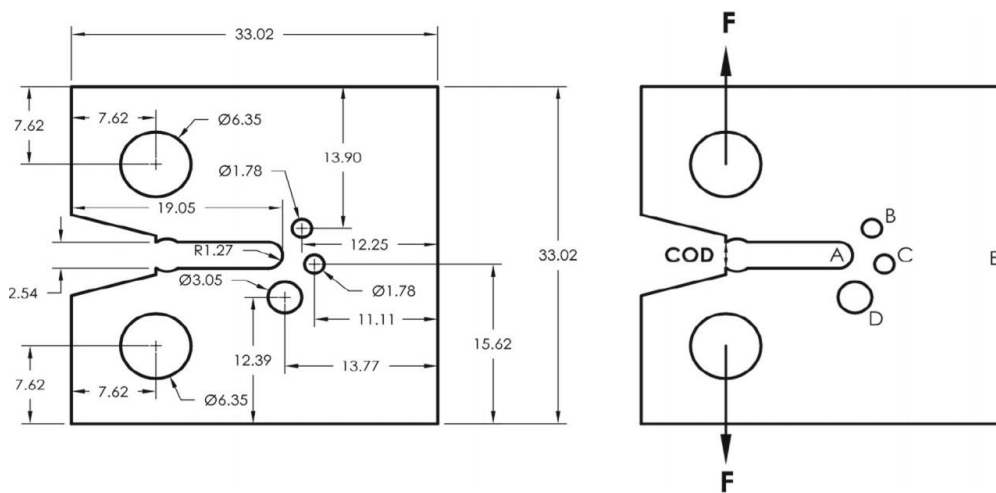 33.02
7.62
7.62
Ø6.35
Ø1.78
13.90
19.05
R1.27
12.25
33.02
2.54
Ø3.05
Ø1.78
11.11
15.62
12.39
13.77
7.62
7.62
Ø6.35
F
B
COD
A
C
E
D
F